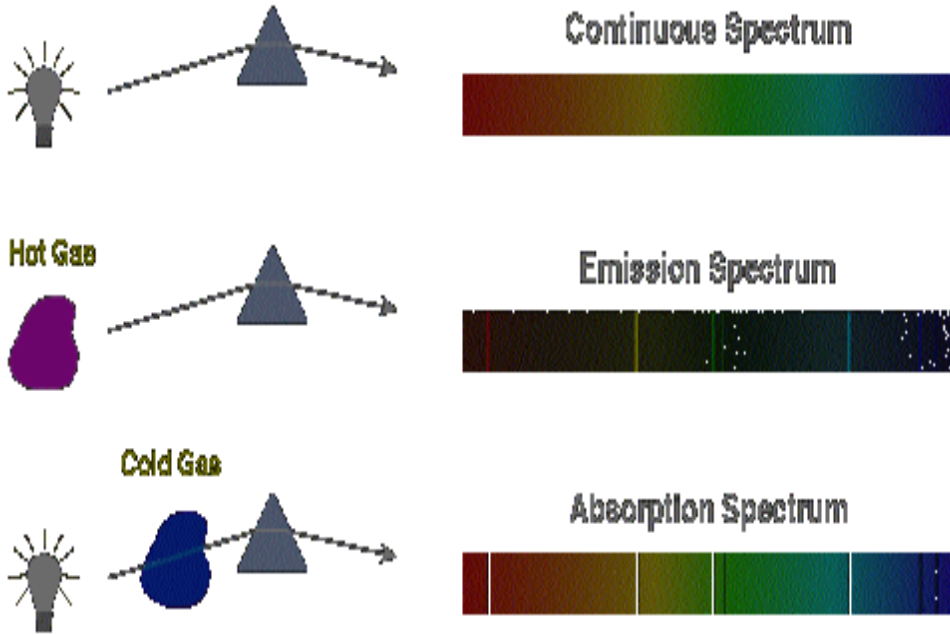 Continuous Spectrum
Hot Gas
Emission Spectrum
Cold Gas
Absorption Spectrum